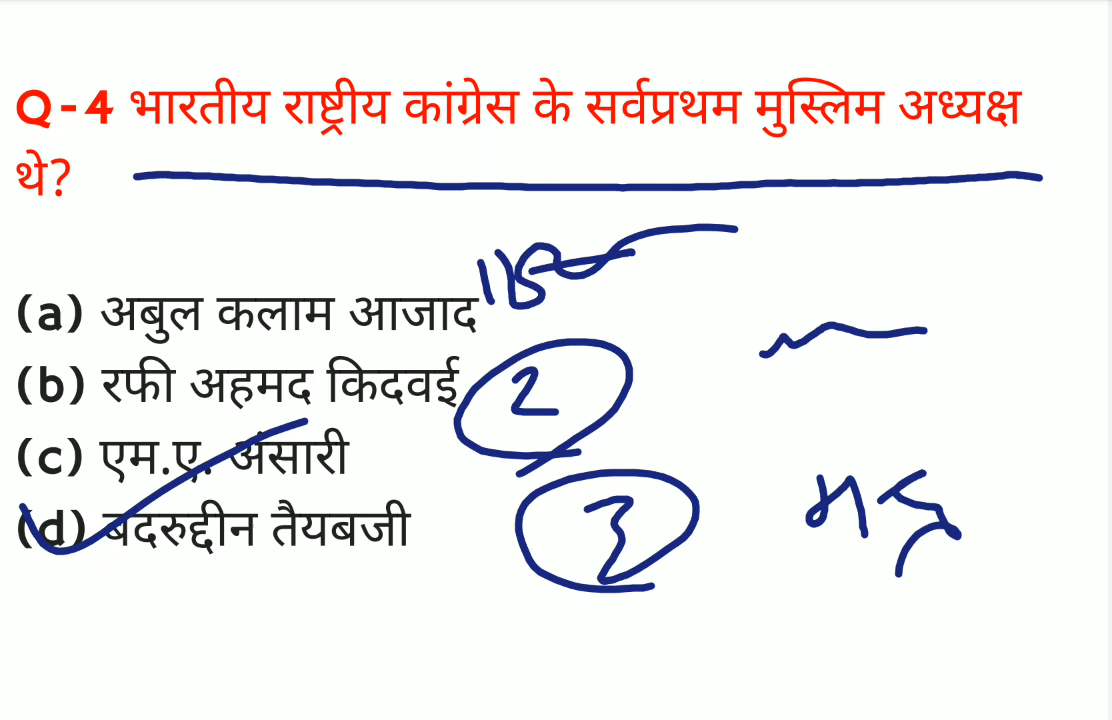 Q-4 भारतीय राष्ट्रीय कांग्रेस के सर्वप्रथम मुस्लिम अध्यक्ष
थे?
(a) अबुल कलाम आजाद
(b) रफी अहमद किदवई
2
(c) एम.ए. अंसारी
(d) बदरुद्दीन तैयबजी
3